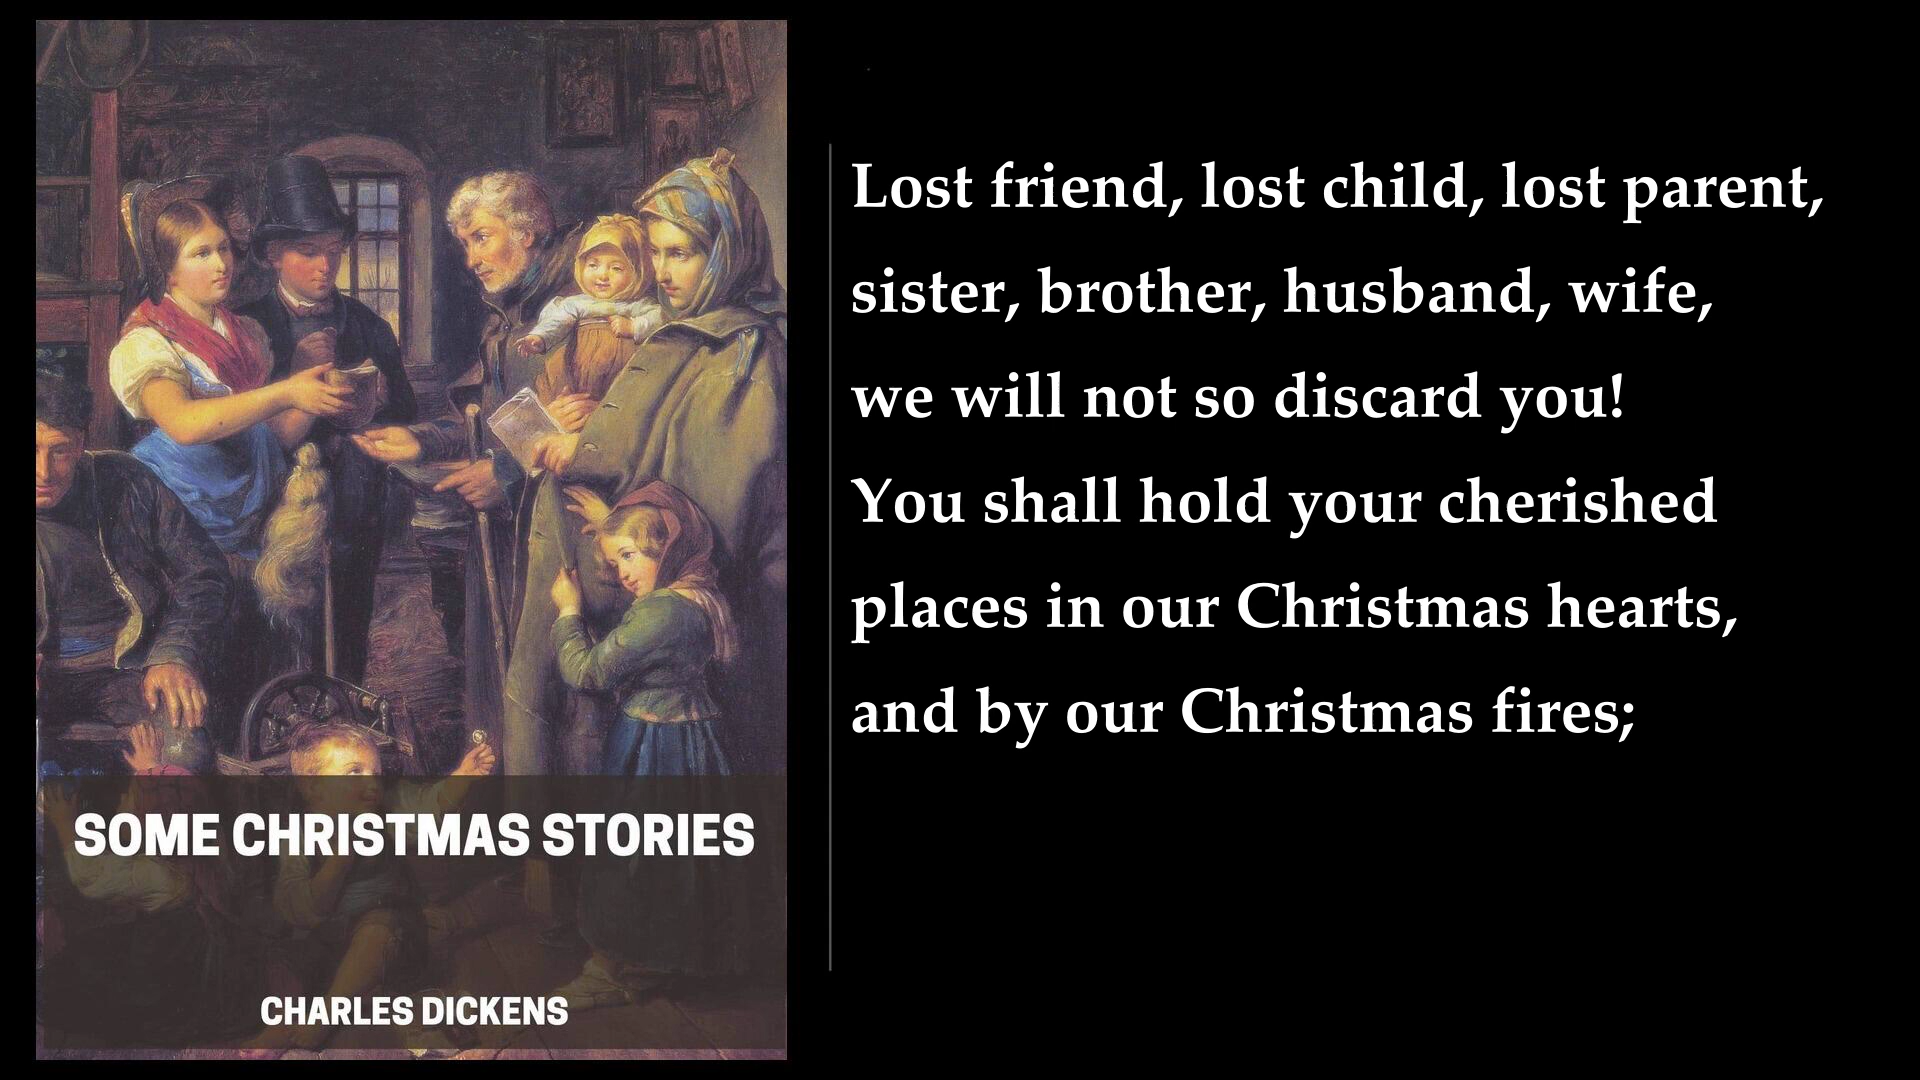 SOME CHRISTMAS STORIES
CHARLES DICKENS
Lost friend, lost child, lost parent,
sister, brother, husband, wife,
we will not so discard you!
You shall hold your cherished
places in our Christmas hearts,
and by our Christmas fires;